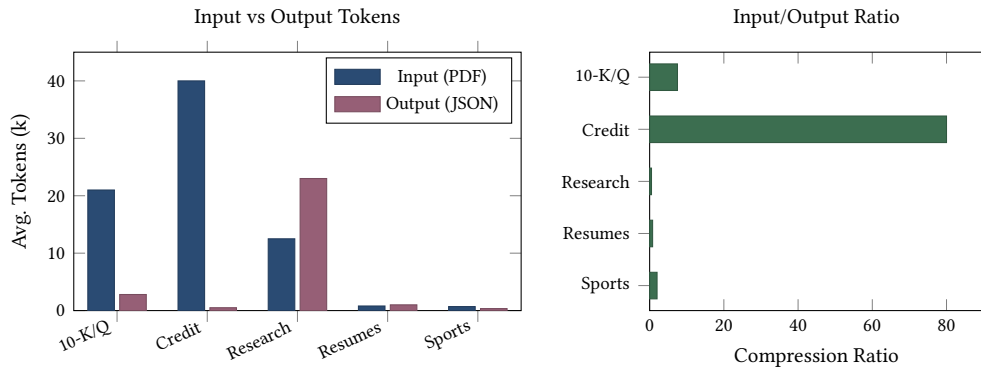 Input vs Output Tokens
Avg. Tokens (k)
40
30
20
10
0
Input (PDF)
Output (JSON)
10-K/Q
Credit
Research
Resumes
Sports
Input/Output Ratio
10-K/Q
Credit
Research
Resumes
Sports
0
20
40
60
80
Compression Ratio